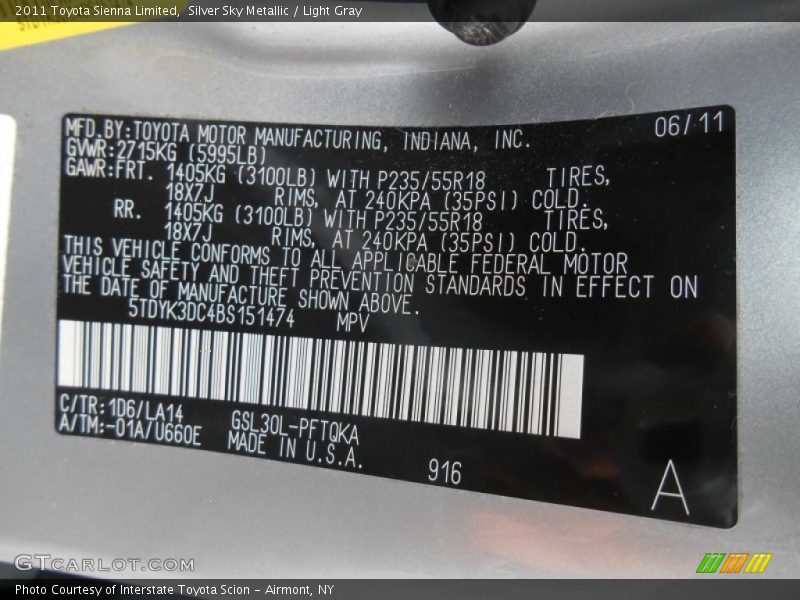 2011 Toyota Sienna Limited,  Silver Sky Metallic / Light Gray
MFD.BY:TOYOTA MOTOR MANUFACTURING, INDIANA, INC. 06/11
GVWR:2715KG (5995LB)
GAWR:FRT. 1405KG (3100LB) WITH P235/55R18 TIRES,
18X7J RIMS, AT 240KPA (35PSI) COLD.
RR. 1405KG (3100LB) WITH P235/55R18 TIRES,
18X7J RIMS, AT 240KPA (35PSI) COLD.
THIS VEHICLE CONFORMS TO ALL APPLICABLE FEDERAL MOTOR
VEHICLE SAFETY AND THEFT PREVENTION STANDARDS IN EFFECT ON
THE DATE OF MANUFACTURE SHOWN ABOVE.
5TDYK3DC4BS151474 MPV
C/TR:1D6/LA14 GSL30L-PFTQKA
A/TM:-01A/U660E MADE IN U.S.A.
916
A
GTCARLOT.COM
Photo Courtesy of Interstate Toyota Scion - Airmont, NY